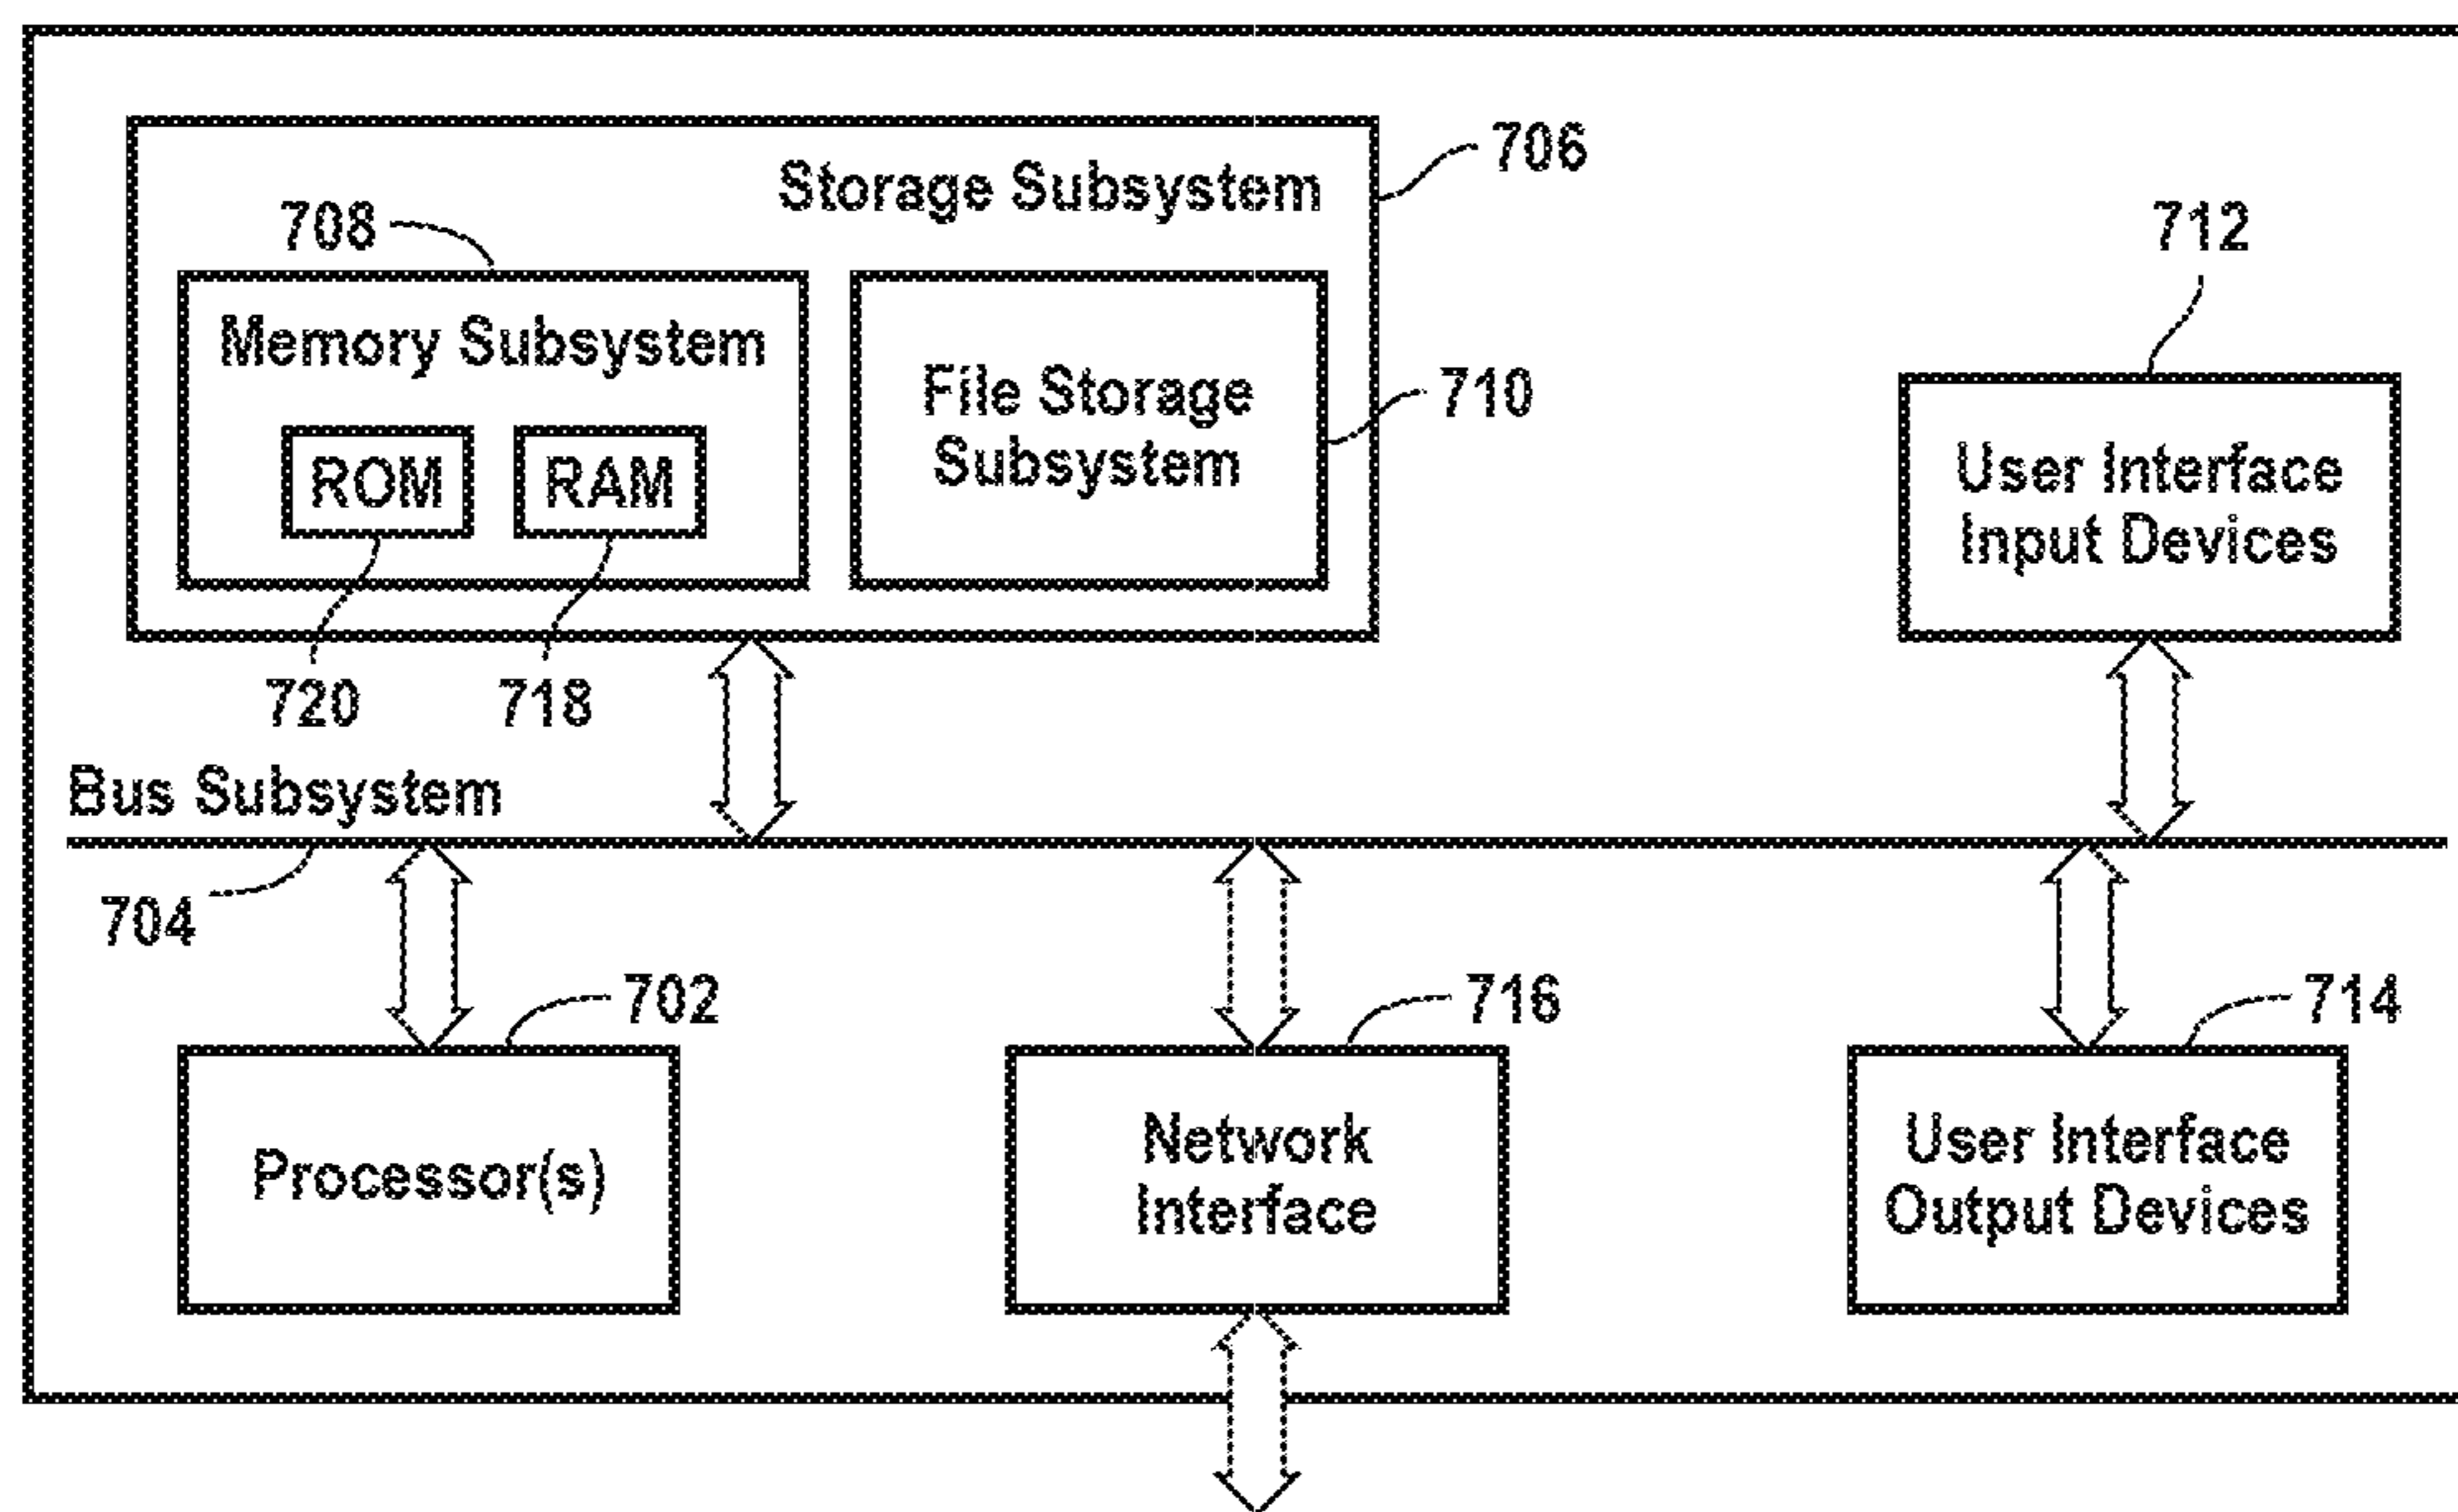 706
Storage Subsystem
708
712
Memory Subsystem
File Storage
Subsystem
710
ROM
RAM
User Interface
Input Devices
720
718
Bus Subsystem
704
702
716
714
Processor(s)
Network
Interface
User Interface
Output Devices